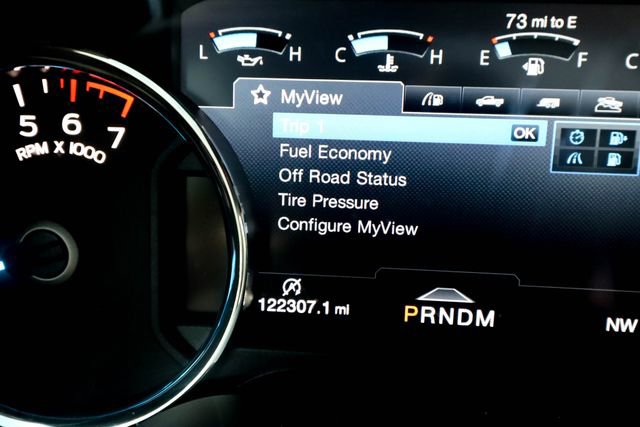 73 mi to E
L H C H E F C
MyView
Trip 1 OK
Fuel Economy
Off Road Status
Tire Pressure
Configure MyView
5 6 7
RPM X 1000
122307.1 mi
PRNDM
NW